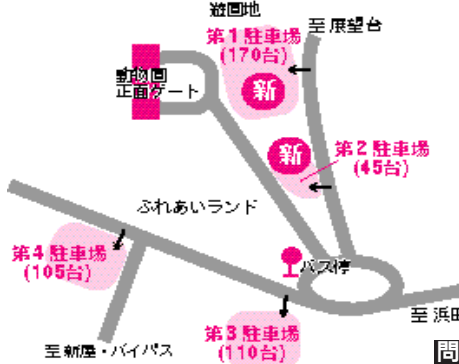 遊園地
至展望台
第1駐車場
(170台)
動物園
正面ゲート
新
新
第2駐車場
(45台)
ふれあいランド
第4駐車場
(105台)
バス停
至浜田
第3駐車場
(110台)
至新屋・バイパス
問